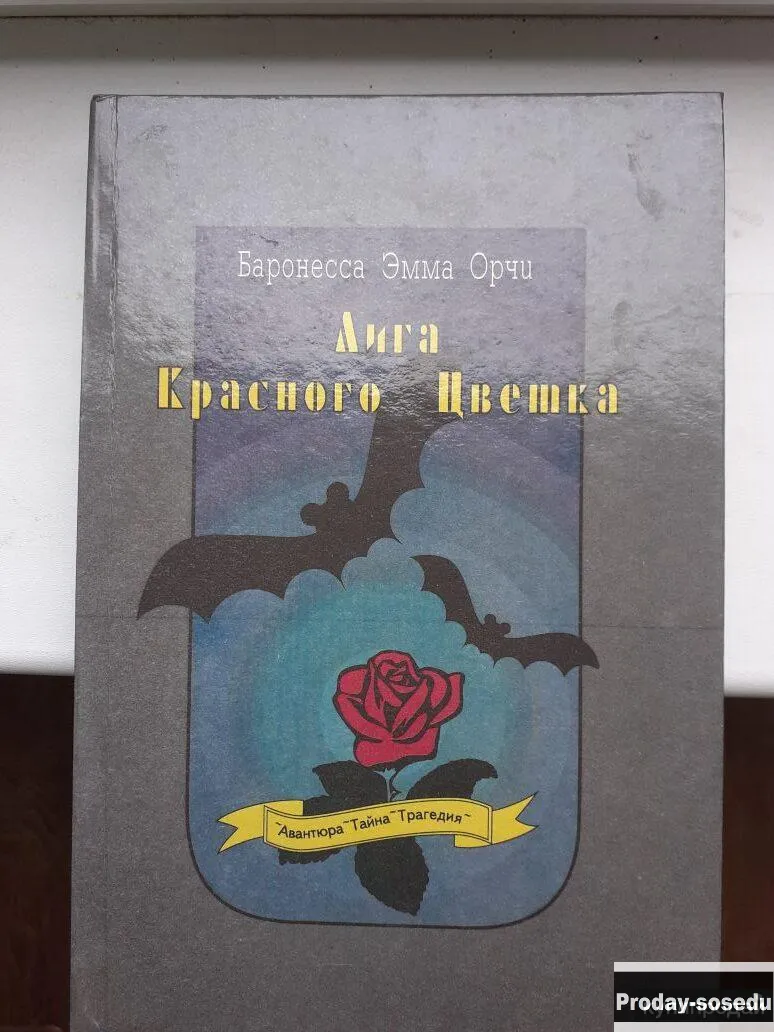 Баронесса Эмма Орчи
Лига
Красного Цветка
~Авантюра~Тайна~Трагедия~
Proday-sosedu